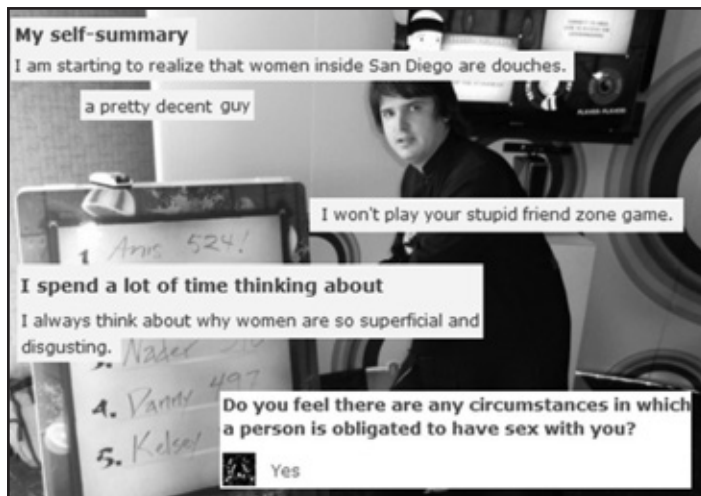 My self-summary
I am starting to realize that women inside San Diego are douches.
a pretty decent guy
I won't play your stupid friend zone game.
1. Anis 524!
I spend a lot of time thinking about
I always think about why women are so superficial and
disgusting.
3. Nader
4. Danny 497
5. Kelsey
Do you feel there are any circumstances in which
a person is obligated to have sex with you?
Yes